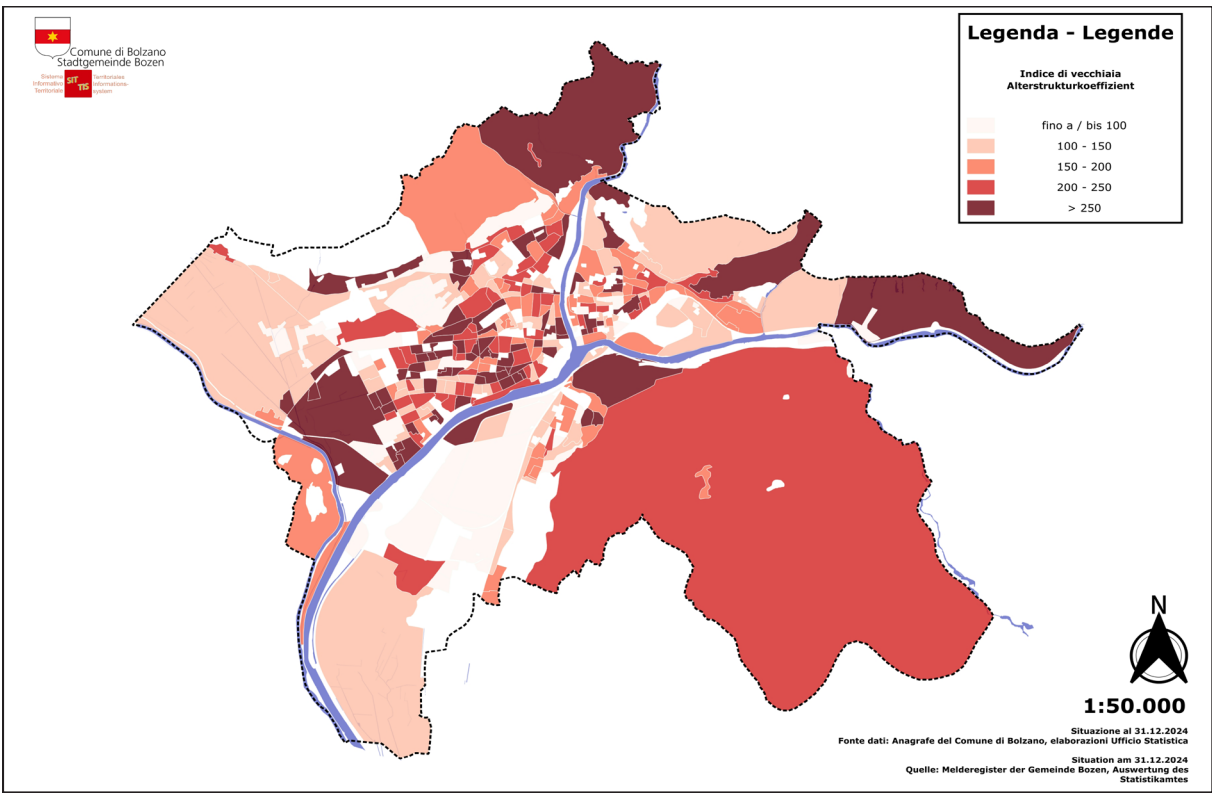 Comune di Bolzano
Stadtgemeinde Bozen
Sistema
Informativo
Territoriale
SIT
TIS
Territoriales
Informations-
system
Legenda - Legende
Indice di vecchiaia
Alterstrukturkoeffizient
fino a / bis 100
100 - 150
150 - 200
200 - 250
> 250
N
1:50.000
Situazione al 31.12.2024
Fonte dati: Anagrafe del Comune di Bolzano, elaborazioni Ufficio Statistica
Situation am 31.12.2024
Quelle: Melderegister der Gemeinde Bozen, Auswertung des
Statistikamtes